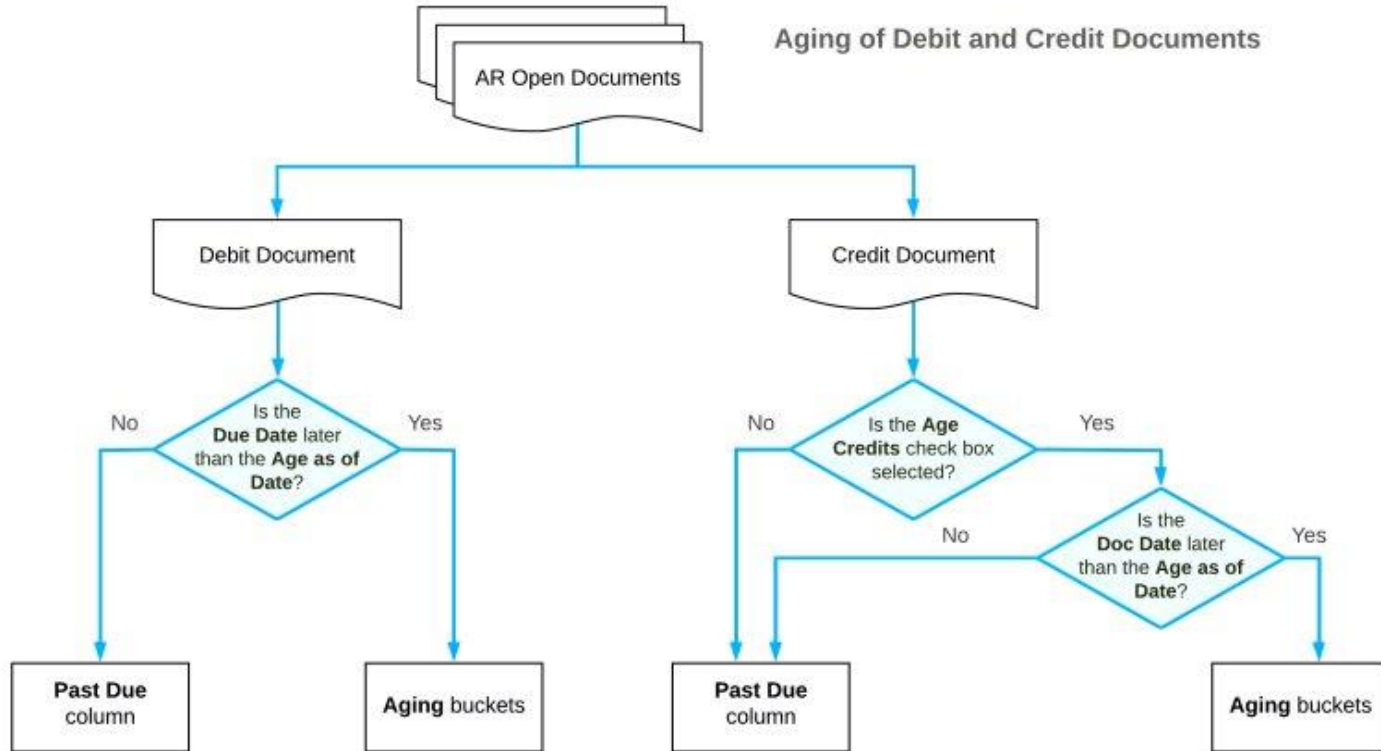 Aging of Debit and Credit Documents
AR Open Documents
Debit Document
Credit Document
No
Is the
Due Date later
than the Age as of
Date?
Yes
No
Is the Age
Credits check box
selected?
Yes
No
Is the
Doc Date later
than the Age as of
Date?
Yes
Past Due
column
Aging buckets
Past Due
column
Aging buckets